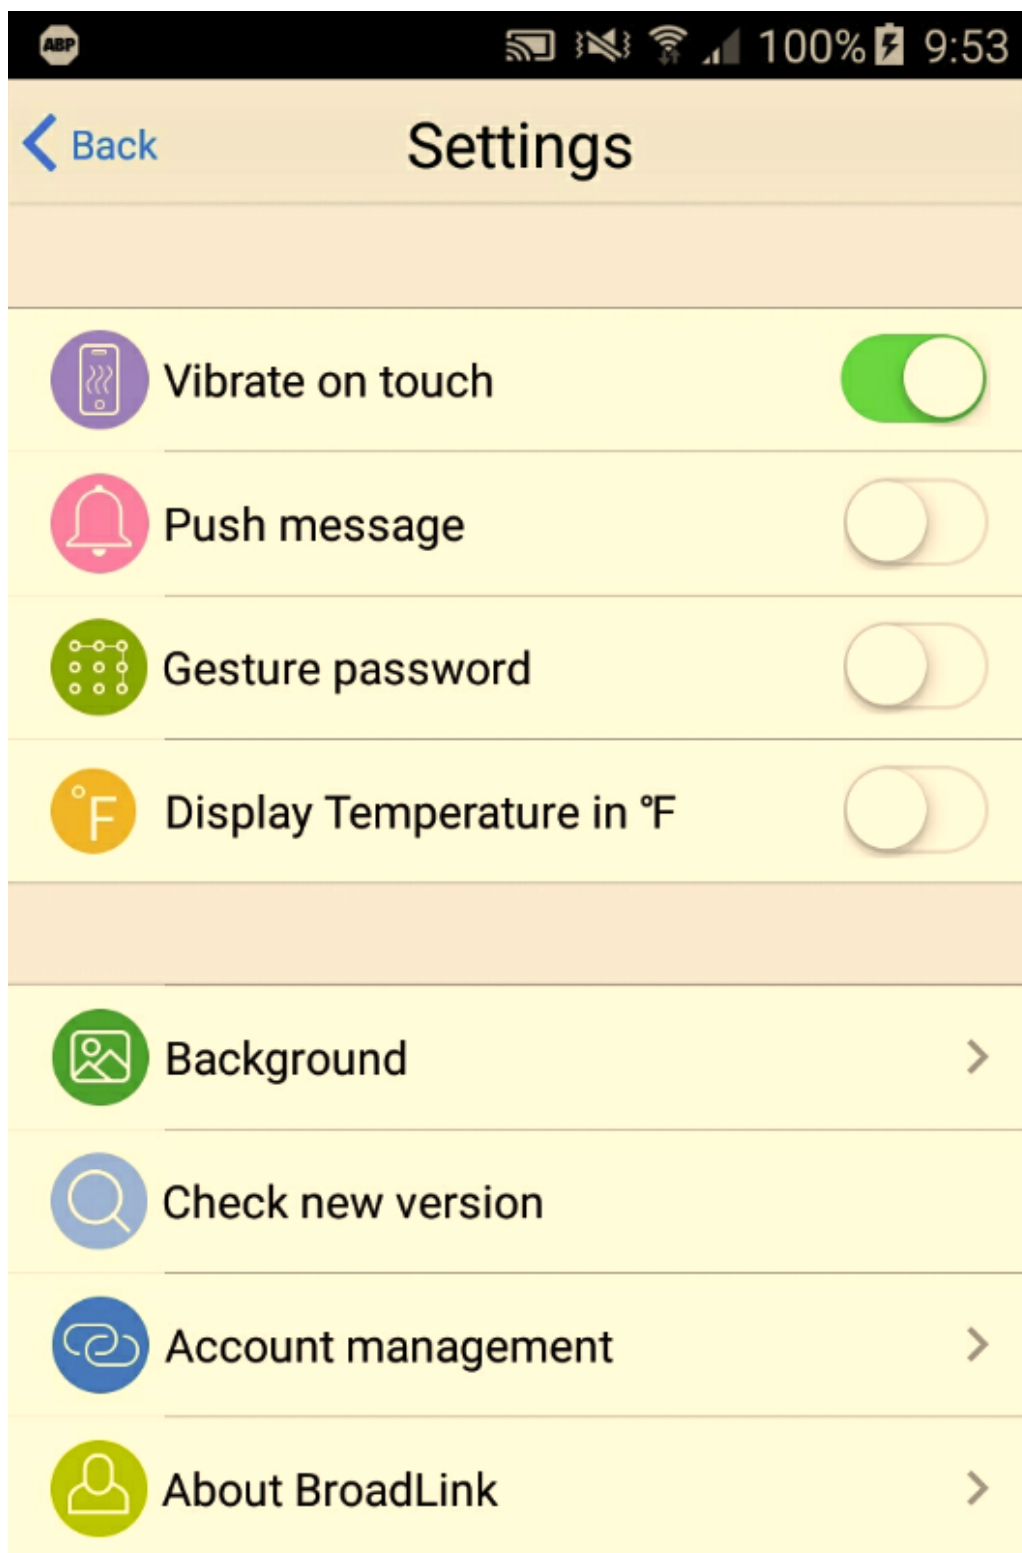 ABP 100% 9:53
Back Settings
Vibrate on touch
Push message
Gesture password
°F Display Temperature in °F
Background
Check new version
Account management
About BroadLink